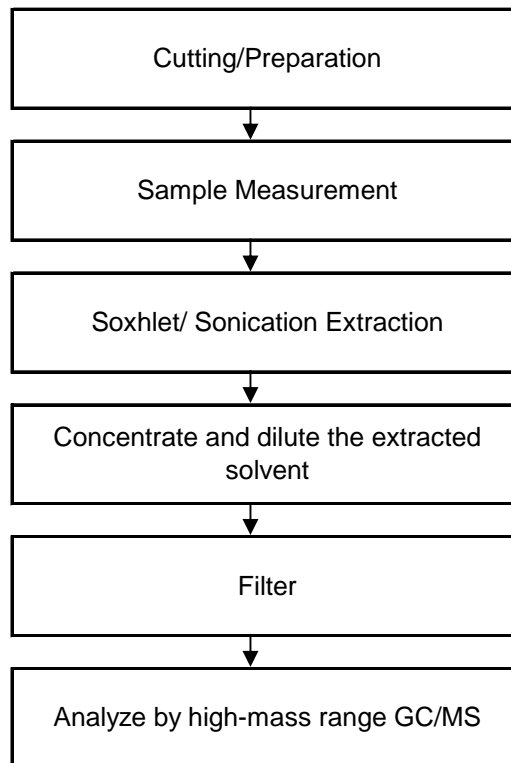 Cutting/Preparation
Sample Measurement
Soxhlet/ Sonication Extraction
Concentrate and dilute the extracted
solvent
Filter
Analyze by high-mass range GC/MS